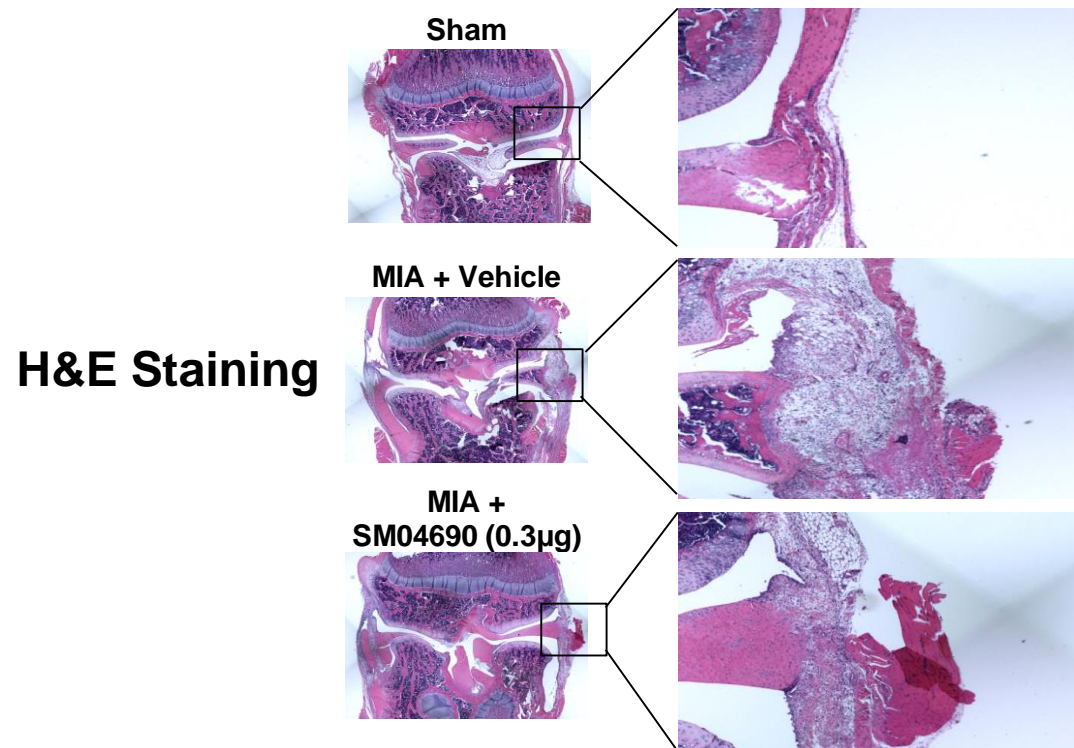 Sham
MIA + Vehicle
H&E Staining
MIA +
SM04690 (0.3µg)